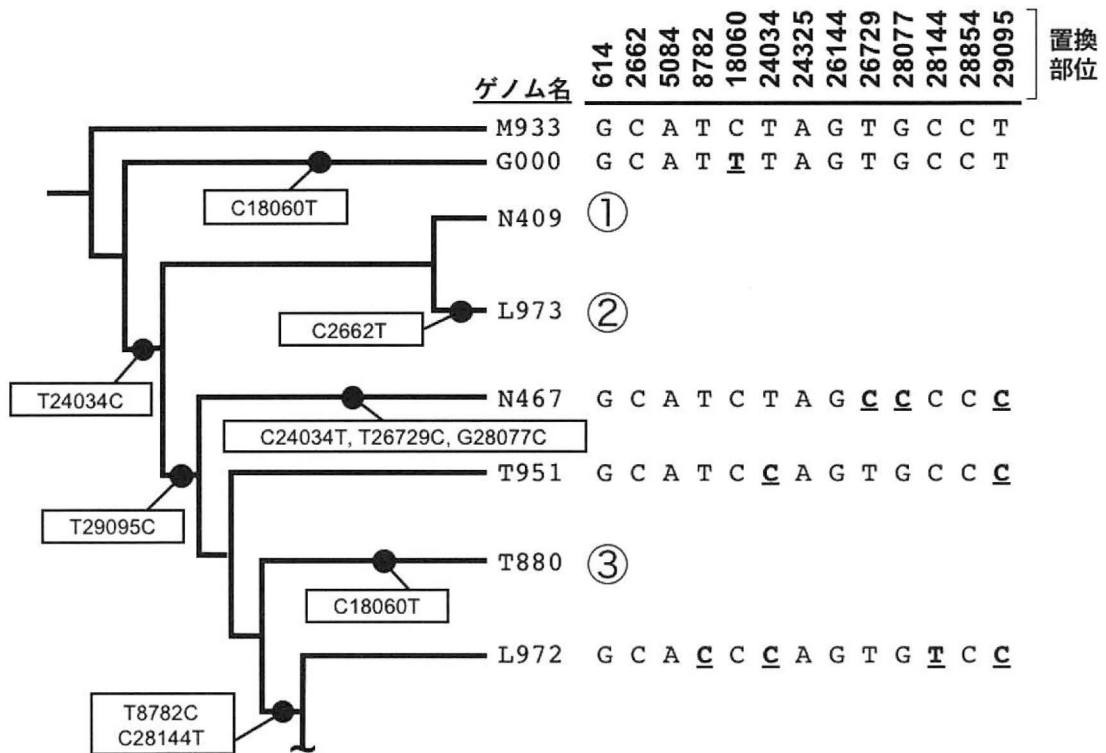 614 2662 5084 8782 18060 24034 24325 26144 26729 28077 28144 28854 29095
置換
部位
ゲノム名
M933 G C A T C T A G T G C C T
G000 G C A T T T A G T G C C T
C18060T
N409 ①
L973 ②
C2662T
T24034C
N467 G C A T C T A G C C C C C
C24034T, T26729C, G28077C
T951 G C A T C C A G T G C C C
T29095C
T880 ③
C18060T
L972 G C A C C C A G T G T C C
T8782C
C28144T